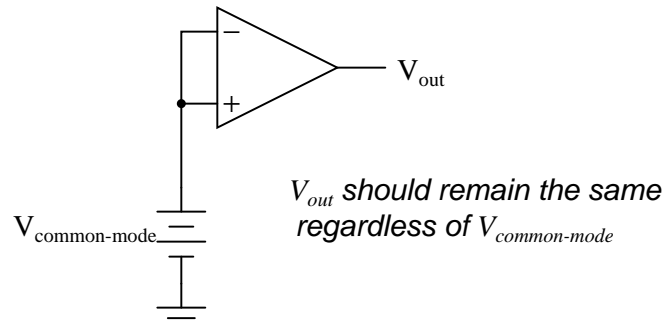 −
+
V_out
V_out should remain the same
regardless of V_common-mode
V_common-mode